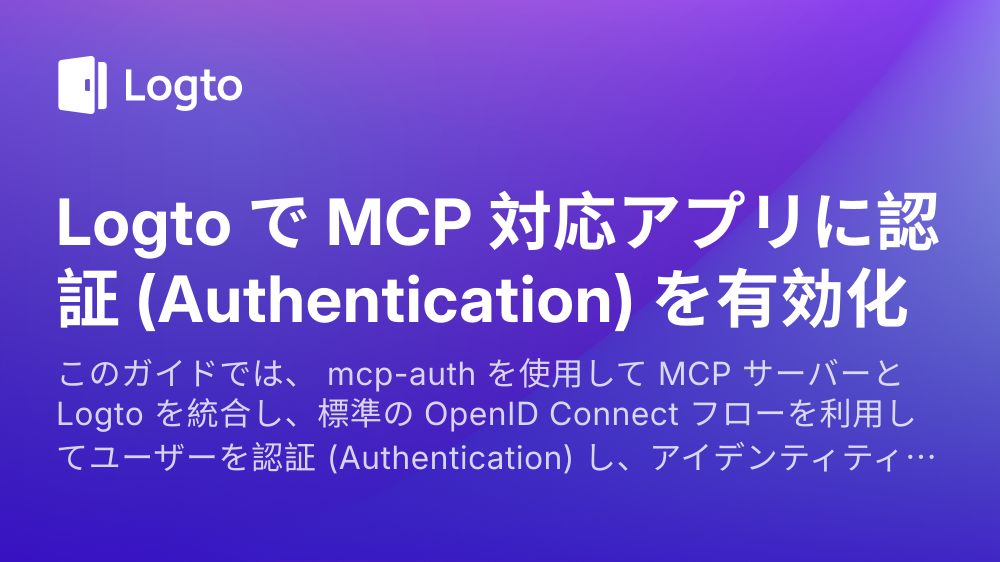 Logto
Logto で MCP 対応アプリに認
証 (Authentication) を有効化
このガイドでは、 mcp-auth を使用して MCP サーバーと
Logto を統合し、標準の OpenID Connect フローを利用し
てユーザーを認証 (Authentication) し、アイデンティティ…